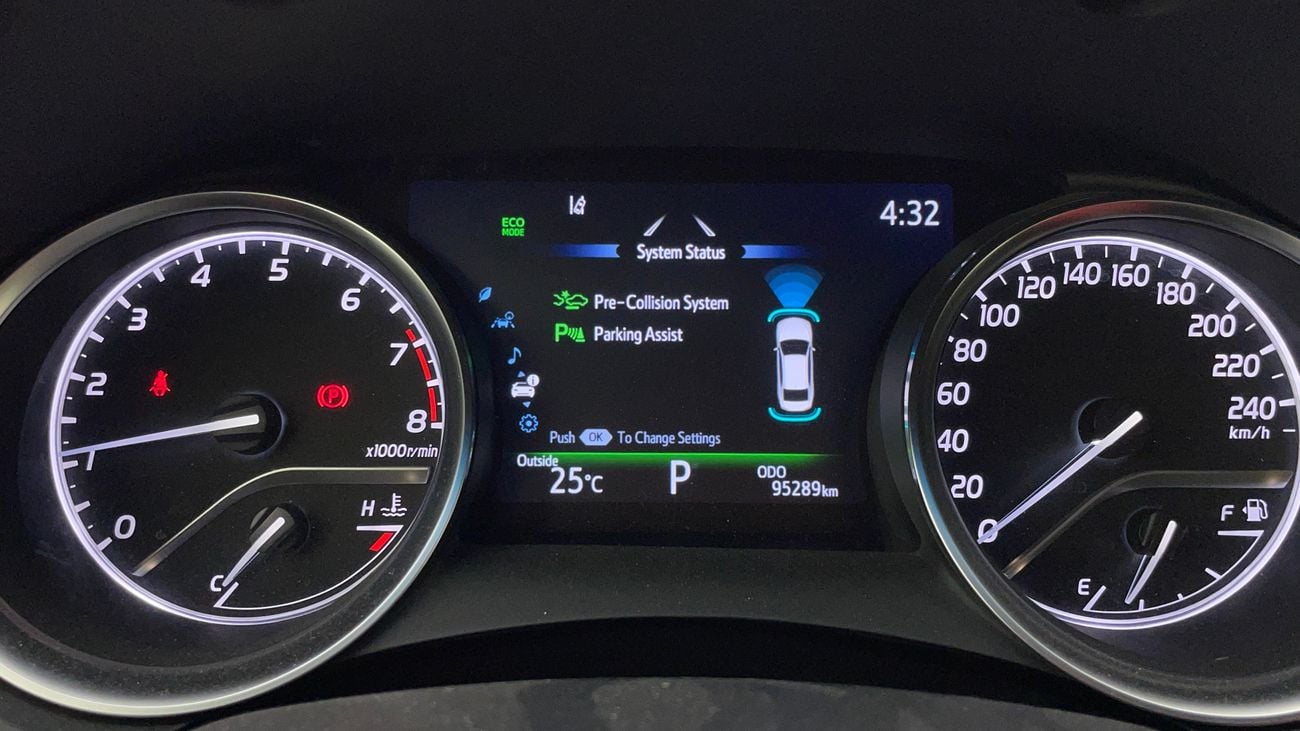 0
1
2
3
4
5
6
7
8
x1000r/min
P
H
C
ECO
MODE
4:32
System Status
Pre-Collision System
P Parking Assist
i
Push OK To Change Settings
Outside
25°C
P
ODO
95289km
0
20
40
60
80
100
120
140
160
180
200
220
240
km/h
F
E